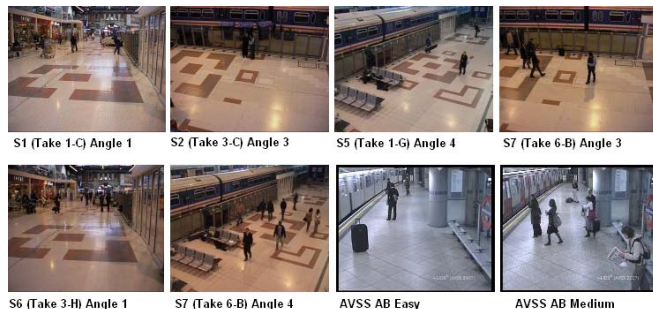 S1 (Take 1-C) Angle 1
S2 (Take 3-C) Angle 3
S5 (Take 1-G) Angle 4
S7 (Take 6-B) Angle 3
S6 (Take 3-H) Angle 1
S7 (Take 6-B) Angle 4
AVSS AB Easy
AVSS AB Medium